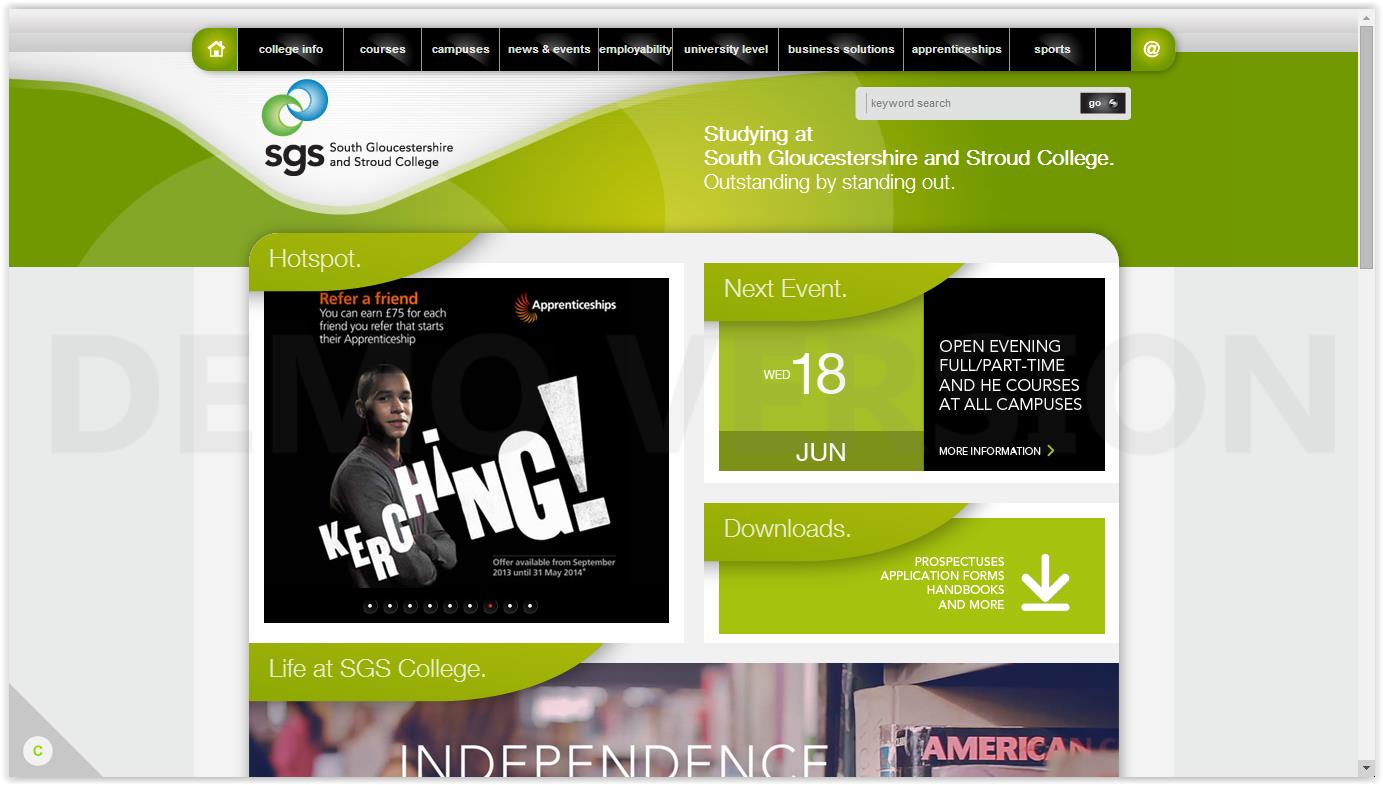 college info
courses
campuses
news & events
employability
university level
business solutions
apprenticeships
sports
@
keyword search
go
sgs
South Gloucestershire
and Stroud College
Studying at
South Gloucestershire and Stroud College.
Outstanding by standing out.
Hotspot.
Refer a friend
You can earn £75 for each
friend you refer that starts
their Apprenticeship
Apprenticeships
KERCHING!
Offer available from September
2013 until 31 May 2014*
Next Event.
WED 18
JUN
OPEN EVENING
FULL/PART-TIME
AND HE COURSES
AT ALL CAMPUSES
MORE INFORMATION
Downloads.
PROSPECTUSES
APPLICATION FORMS
HANDBOOKS
AND MORE
DEMO VERSION
Life at SGS College.
INDEPENDENCE
AMERICAN
C